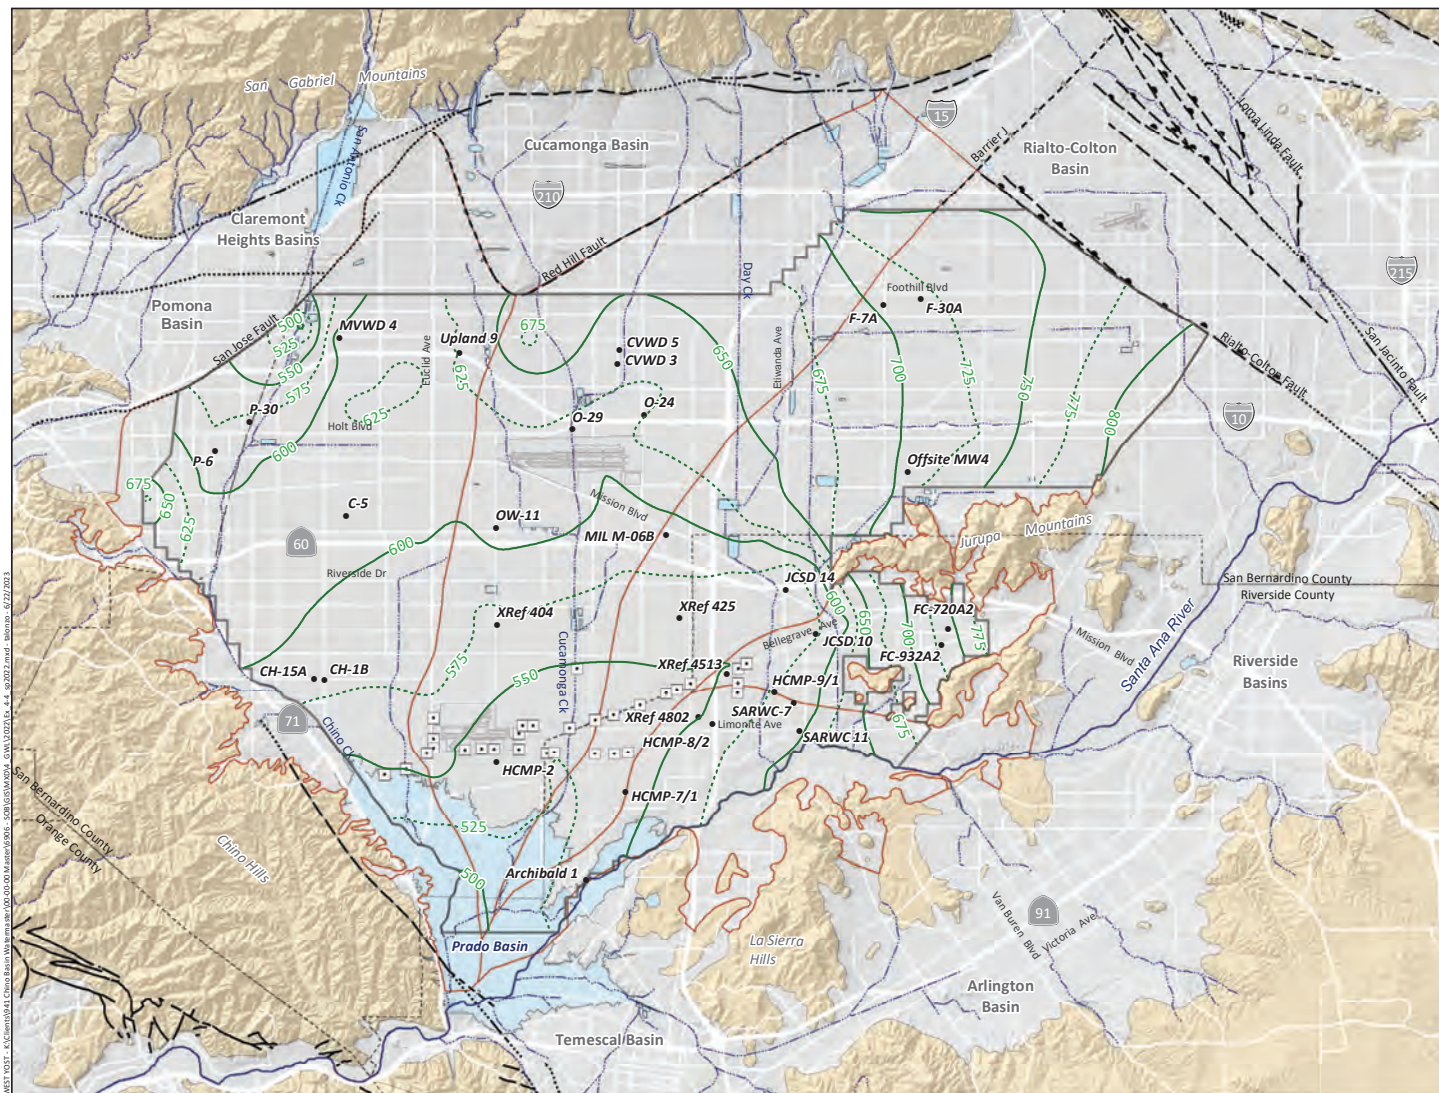 San Gabriel Mountains
San Antonio Ck
Cucamonga Basin
15
Barrier J
Rialto-Colton
Basin
Loma Linda Fault
210
Claremont
Heights Basins
Red Hill Fault
Day Ck
215
Pomona
Basin
San Jose Fault
500
525
550
575
MVWD 4
Euclid Ave
Upland 9
625
675
CVWD 5
CVWD 3
650
Etiwanda Ave
675
Foothill Blvd
F-7A
F-30A
700
725
750
775
800
Rialto-Colton Fault
San Jacinto Fault
10
P-30
625
Holt Blvd
600
O-29
O-24
P-6
675
650
625
C-5
OW-11
Mission Blvd
MIL M-06B
Offsite MW4
Jurupa Mountains
60
600
Riverside Dr
JCSD 14
600
650
700
FC-720A2
775
San Bernardino County
Riverside County
XRef 404
XRef 425
Bellegrave Ave
JCSD 10
FC-932A2
Mission Blvd
Santa Ana River
Riverside
Basins
575
Cucamonga Ck
CH-15A
CH-1B
550
XRef 4513
HCMP-9/1
SARWC-7
675
71
Chino Ck
XRef 4802
Limonite Ave
SARWC 11
HCMP-8/2
HCMP-2
HCMP-7/1
San Bernardino County
Orange County
Chino Hills
525
500
Archibald 1
Prado Basin
La Sierra
Hills
Van Buren Blvd
91
Victoria Ave
Arlington
Basin
Temescal Basin